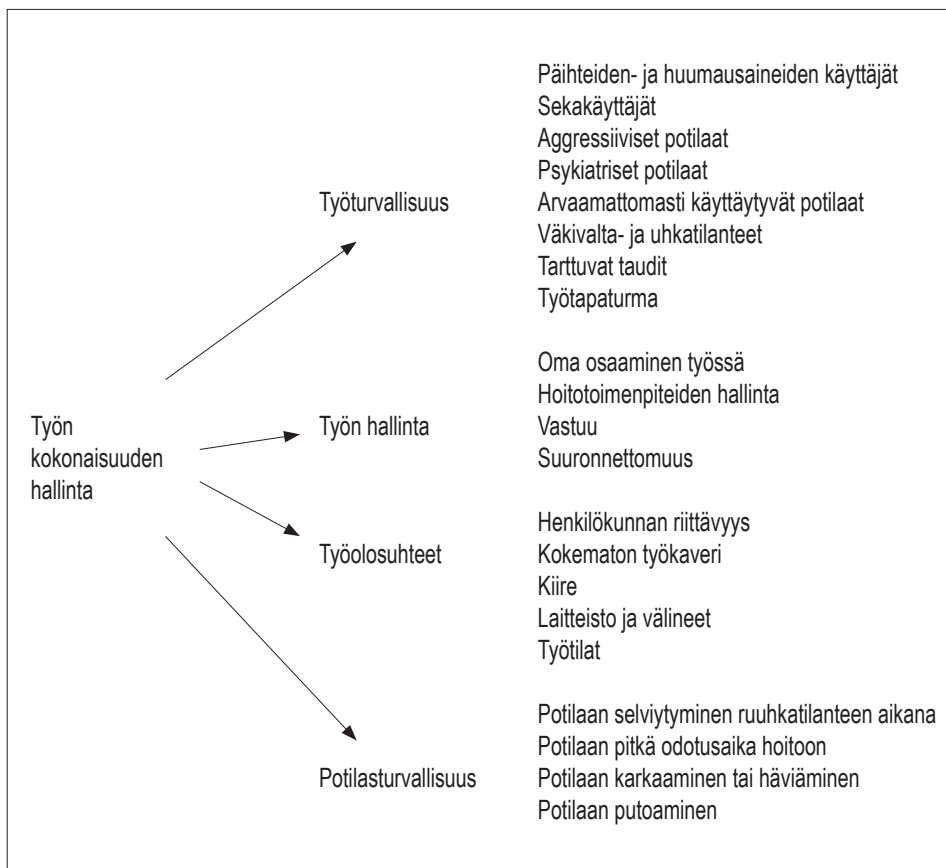 Työn
kokonaisuuden
hallinta
Työturvallisuus
Päihteiden- ja huumausaineiden käyttäjät
Sekakäyttäjät
Aggressiiviset potilaat
Psykiatriset potilaat
Arvaamattomasti käyttäytyvät potilaat
Väkivalta- ja uhkatilanteet
Tarttuvat taudit
Työtapaturma
Työn hallinta
Oma osaaminen työssä
Hoitotoimenpiteiden hallinta
Vastuu
Suuronnettomuus
Työolosuhteet
Henkilökunnan riittävyys
Kokematon työkaveri
Kiire
Laitteisto ja välineet
Työtilat
Potilasturvallisuus
Potilaan selviytyminen ruuhkatilanteen aikana
Potilaan pitkä odotusaika hoitoon
Potilaan karkaaminen tai häviäminen
Potilaan putoaminen